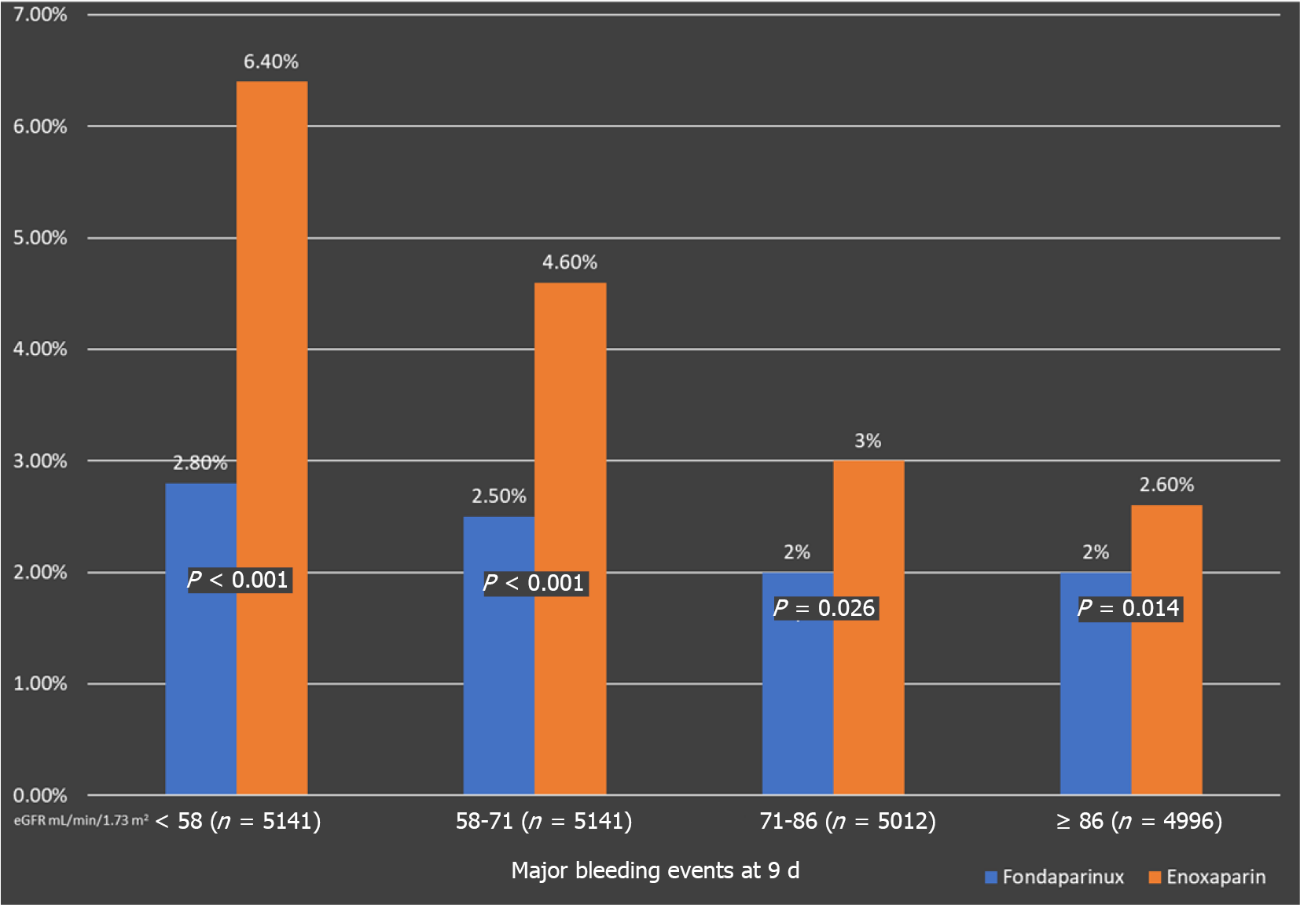 7.00%
6.40%
6.00%
5.00%
4.60%
4.00%
3.00%
2.80%
2.50%
3%
2.60%
2.00%
2%
2%
P < 0.001
P < 0.001
P = 0.026
P = 0.014
1.00%
0.00%
eGFR mL/min/1.73 m² < 58 (n = 5141) 58-71 (n = 5141) 71-86 (n = 5012) ≥ 86 (n = 4996)
Major bleeding events at 9 d
Fondaparinux Enoxaparin